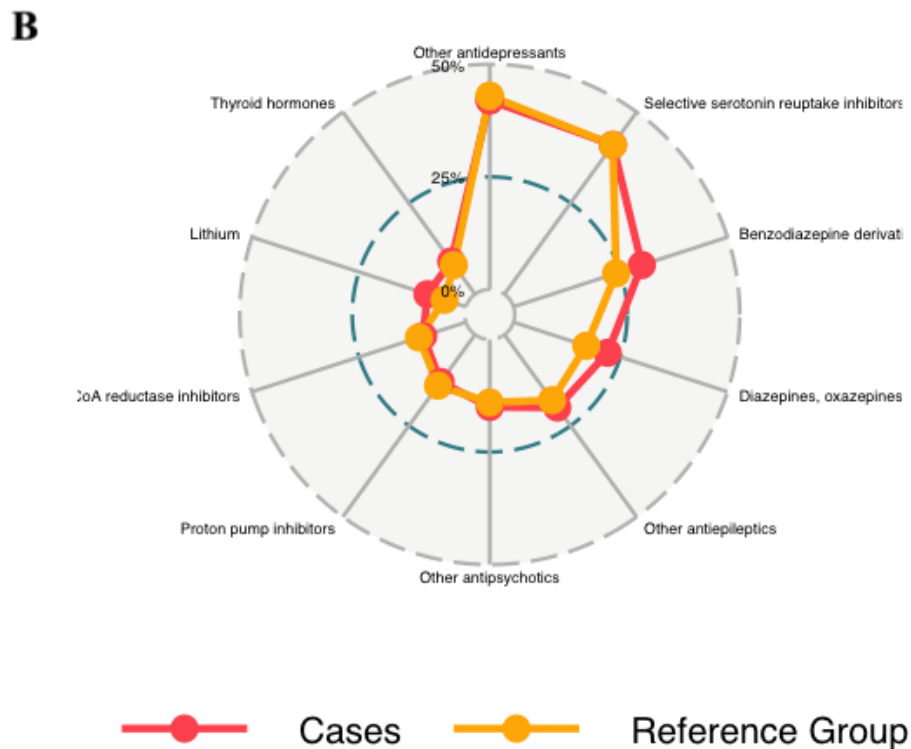 B
Other antidepressants
50%
Thyroid hormones
Selective serotonin reuptake inhibitors
25%
Lithium
Benzodiazepine derivati
0%
CoA reductase inhibitors
Diazepines, oxazepines
Proton pump inhibitors
Other antiepileptics
Other antipsychotics
Cases
Reference Group